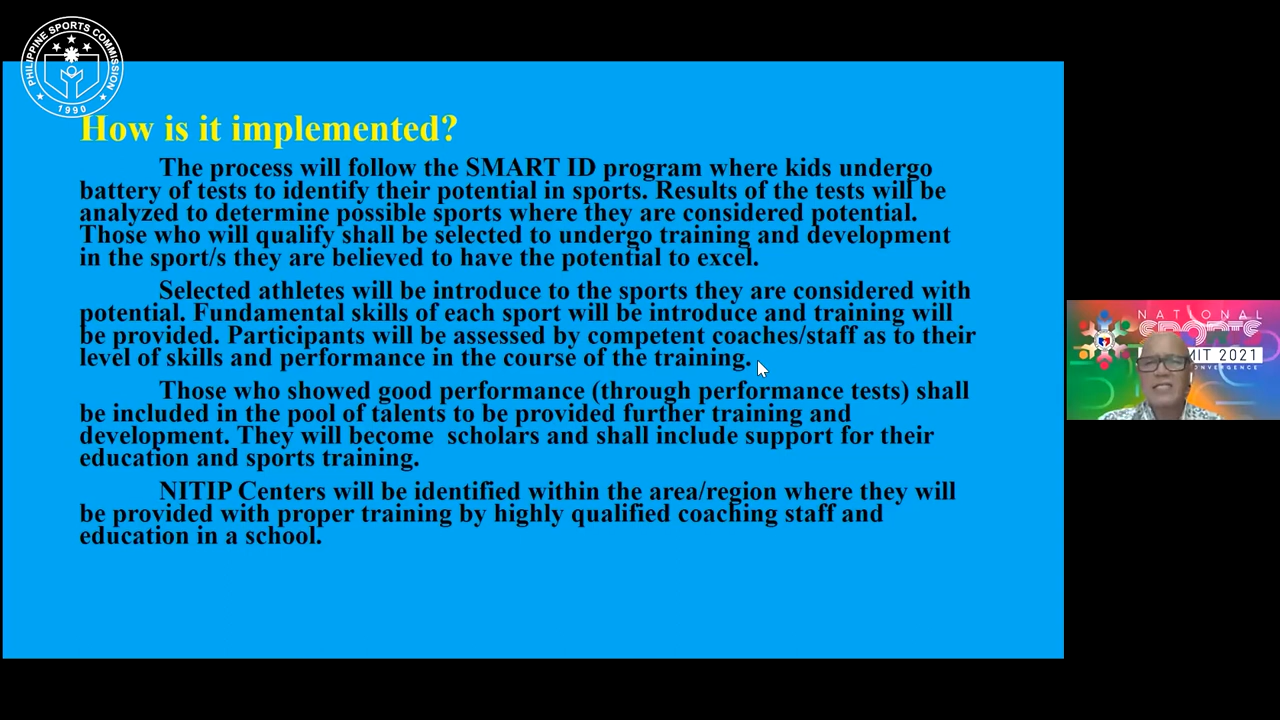 PHILIPPINE SPORTS COMMISSION
1990
How is it implemented?
The process will follow the SMART ID program where kids undergo
battery of tests to identify their potential in sports. Results of the tests will be
analyzed to determine possible sports where they are considered potential.
Those who will qualify shall be selected to undergo training and development
in the sport/s they are believed to have the potential to excel.
Selected athletes will be introduce to the sports they are considered with
potential. Fundamental skills of each sport will be introduce and training will
be provided. Participants will be assessed by competent coaches/staff as to their
level of skills and performance in the course of the training.
Those who showed good performance (through performance tests) shall
be included in the pool of talents to be provided further training and
development. They will become  scholars and shall include support for their
education and sports training.
NITIP Centers will be identified within the area/region where they will
be provided with proper training by highly qualified coaching staff and
education in a school.
NATIONAL
SPORTS
MIT 2021